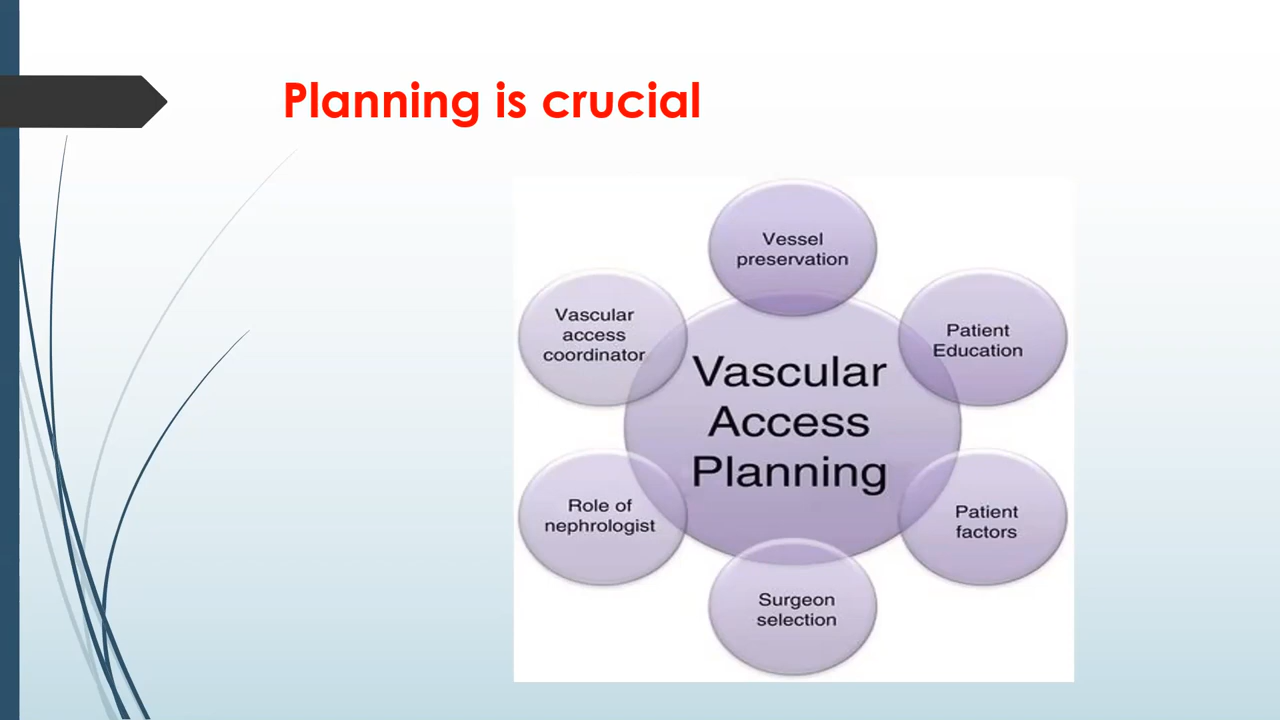 Planning is crucial
Vessel
preservation
Patient
Education
Patient
factors
Surgeon
selection
Role of
nephrologist
Vascular
access
coordinator
Vascular
Access
Planning